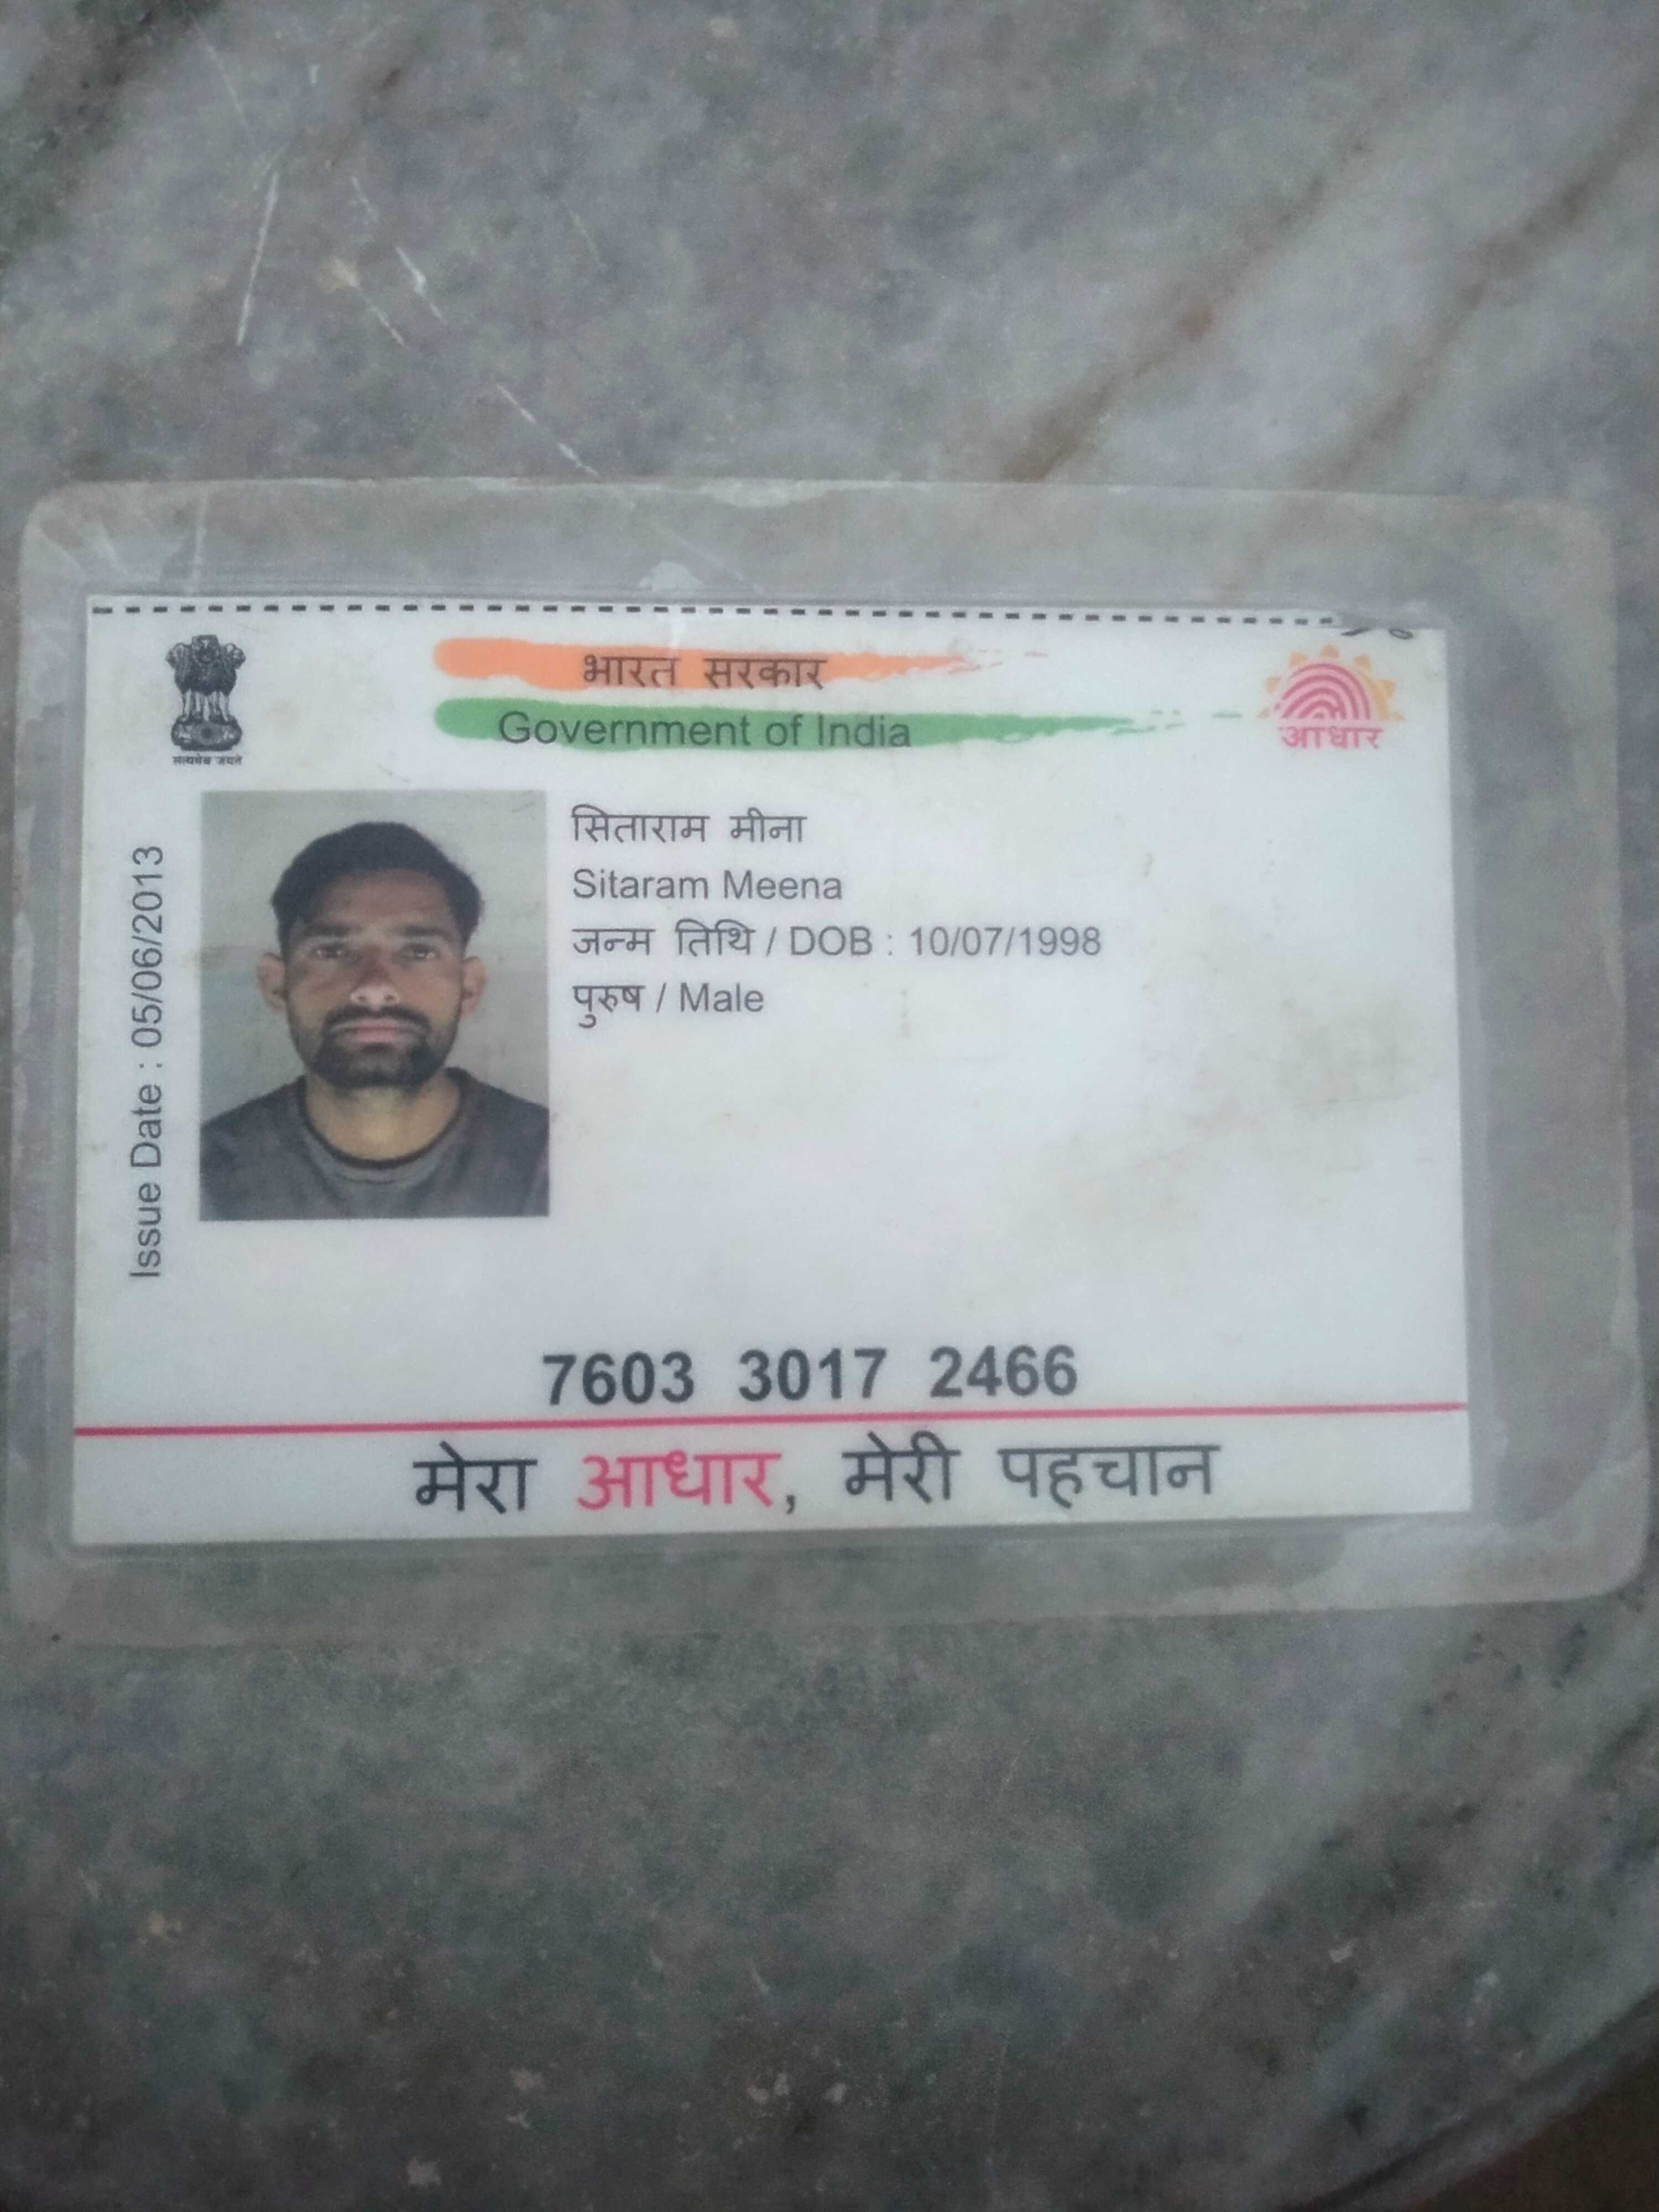 भारत सरकार
Government of India
सत्यमेव जयते
आधार
Issue Date : 05/06/2013
सिताराम मीना
Sitaram Meena
जन्म तिथि / DOB : 10/07/1998
पुरुष / Male
7603 3017 2466
मेरा आधार, मेरी पहचान